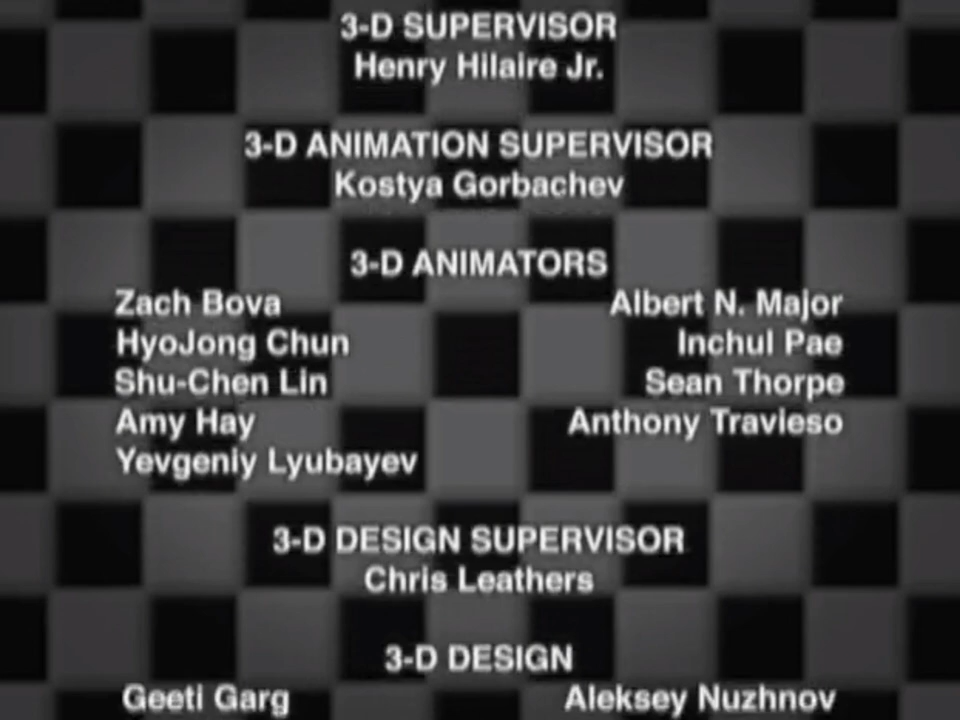 3-D SUPERVISOR
Henry Hilaire Jr.
3-D ANIMATION SUPERVISOR
Kostya Gorbachev
3-D ANIMATORS
Zach Bova Albert N. Major
HyoJong Chun Inchul Pae
Shu-Chen Lin Sean Thorpe
Amy Hay Anthony Travieso
Yevgeniy Lyubayev
3-D DESIGN SUPERVISOR
Chris Leathers
3-D DESIGN
Geeti Garg Aleksey Nuzhnov